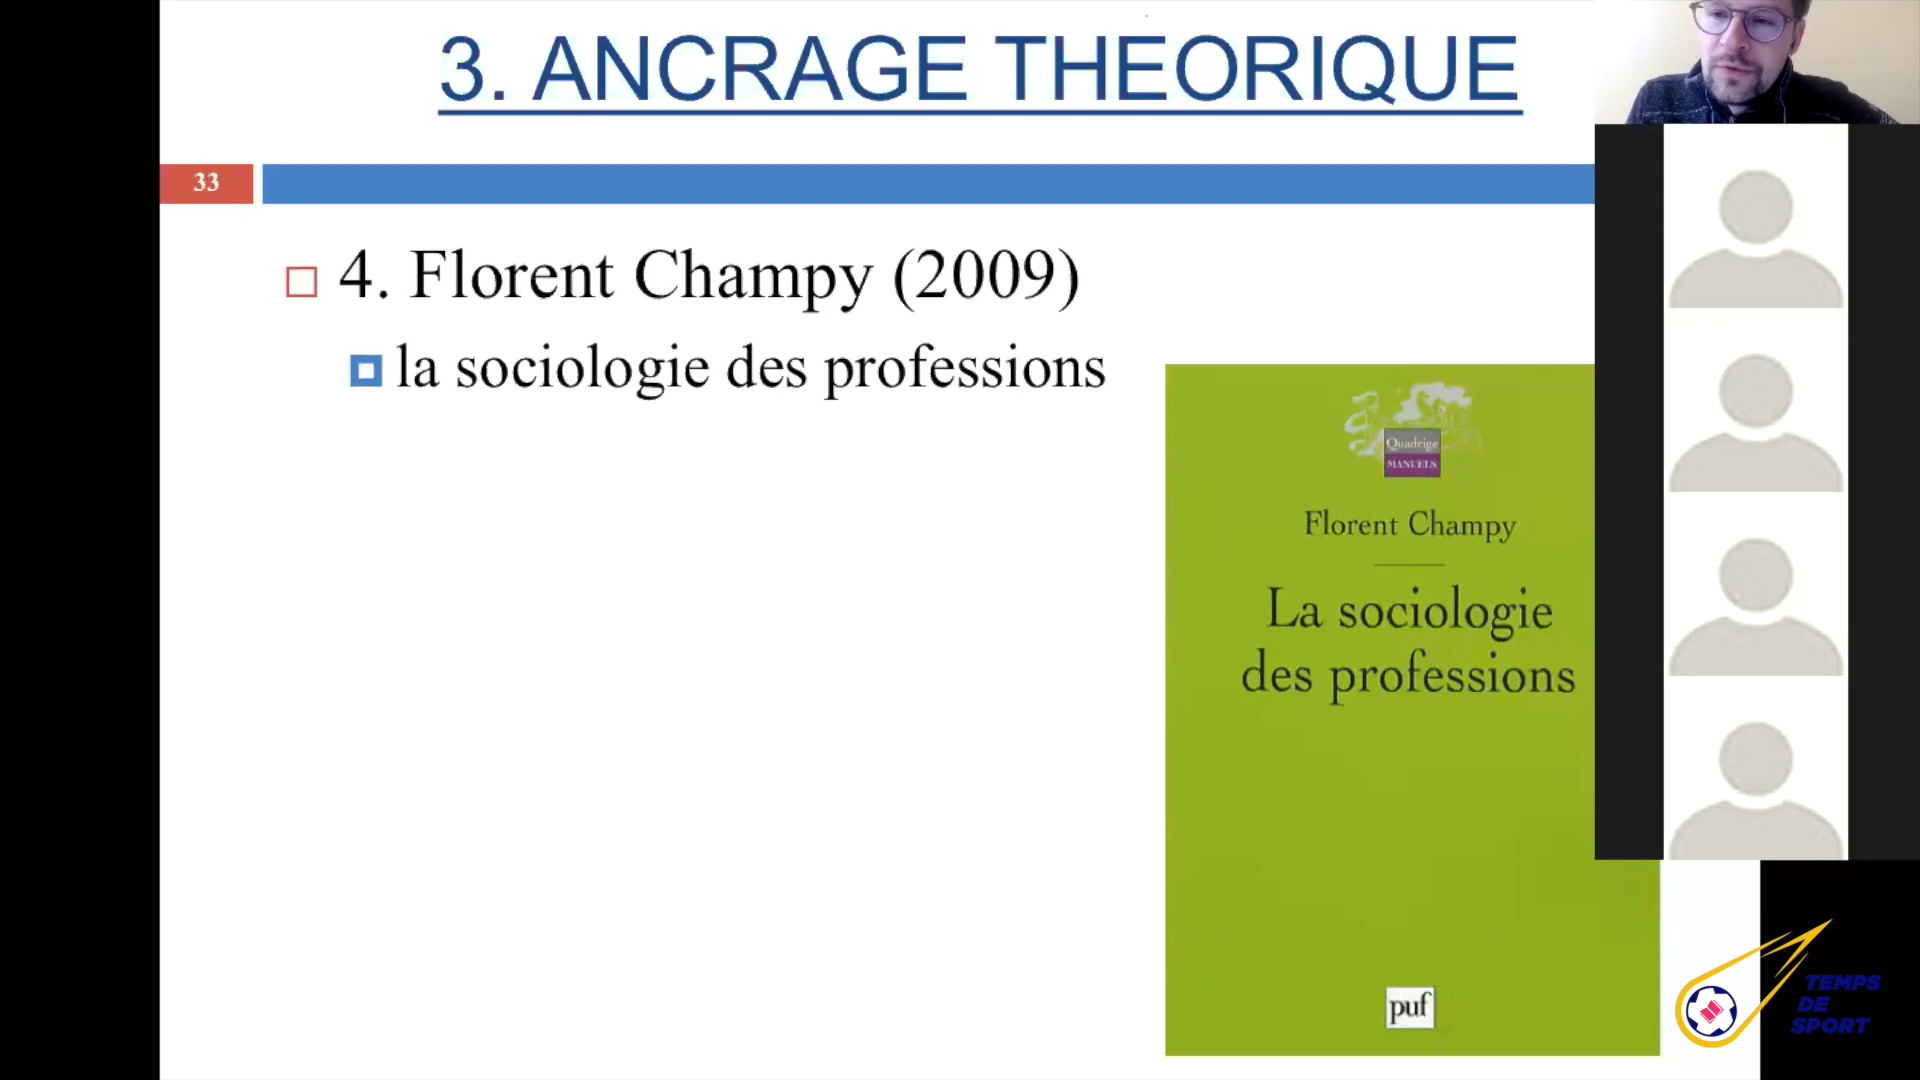 3. ANCRAGE THEORIQUE
33
4. Florent Champy (2009)
la sociologie des professions
Quadrige
MANUELS
Florent Champy
La sociologie
des professions
puf
TEMPS
DE
SPORT